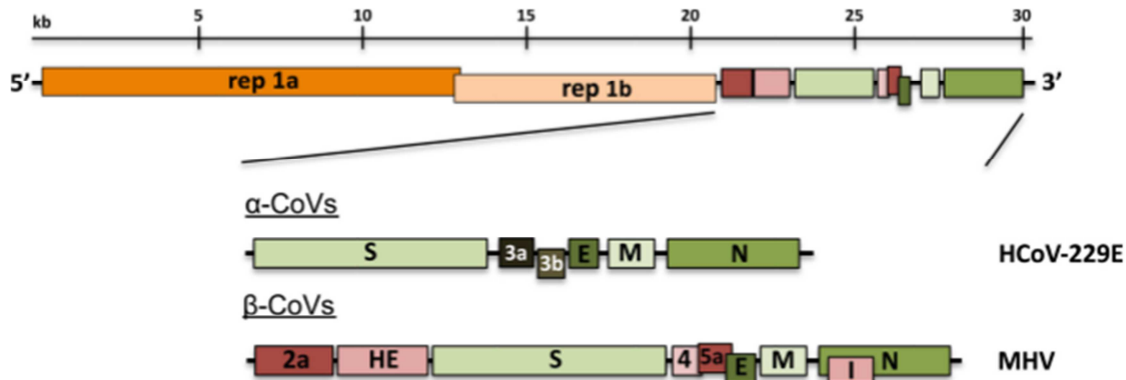 kb 5 10 15 20 25 30
5’ rep 1a rep 1b 3’
α-CoVs
S 3a 3b E M N HCoV-229E
β-CoVs
2a HE S 4 5a E M N I MHV